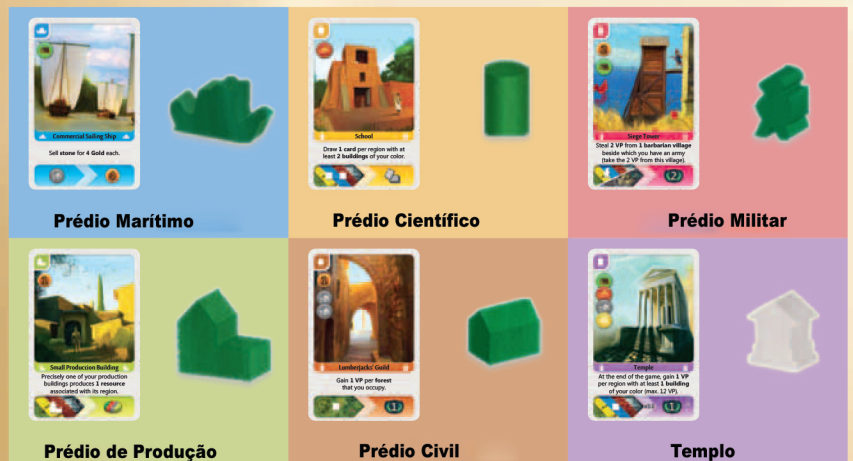 Commercial Sailing Ship
Sell stone for 4 Gold each.
Prédio Marítimo
School
Draw 1 card per region with at
least 2 buildings of your color.
Prédio Científico
Siege Tower
Steal 2 VP from 1 barbarian village
beside which you have an army
(take the 2 VP from this village).
2
Prédio Militar
Small Production Building
Precisely one of your production
buildings produces 1 resource
associated with its region.
Prédio de Produção
Lumberjacks' Guild
Gain 1 VP per forest
that you occupy.
1
Prédio Civil
Temple
At the end of the game, gain 1 VP
per region with at least 1 building
of your color (max. 12 VP).
1
Templo